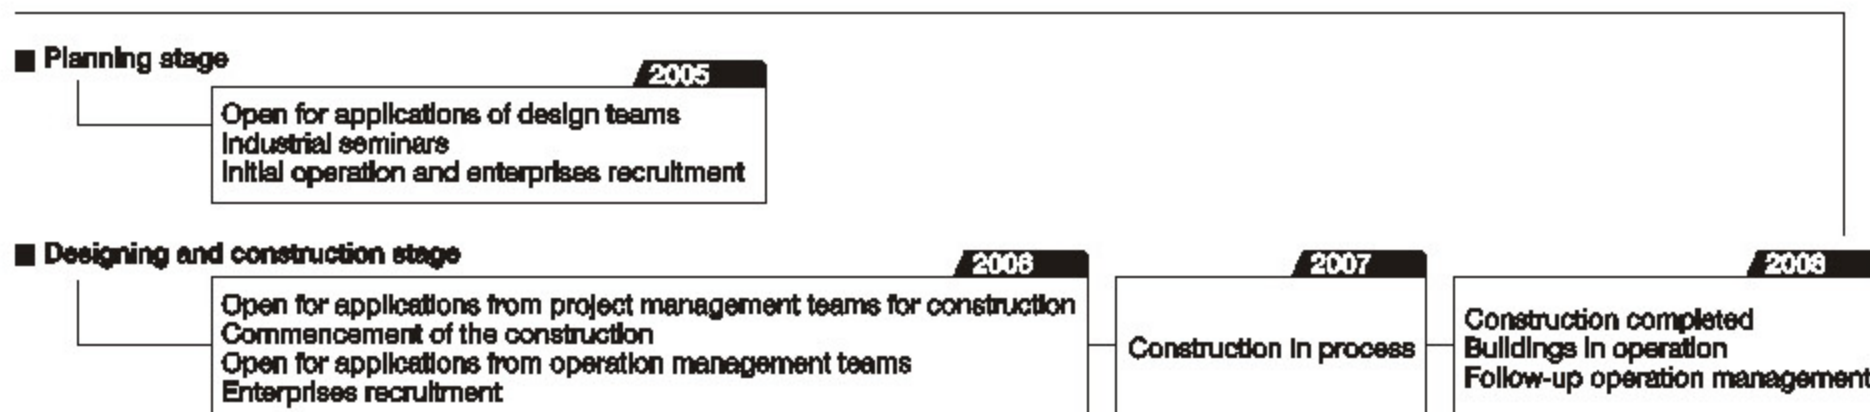 ■ Planning stage
2005
Open for applications of design teams
Industrial seminars
Initial operation and enterprises recruitment
■ Designing and construction stage
2006
Open for applications from project management teams for construction
Commencement of the construction
Open for applications from operation management teams
Enterprises recruitment
2007
Construction in process
2008
Construction completed
Buildings in operation
Follow-up operation management